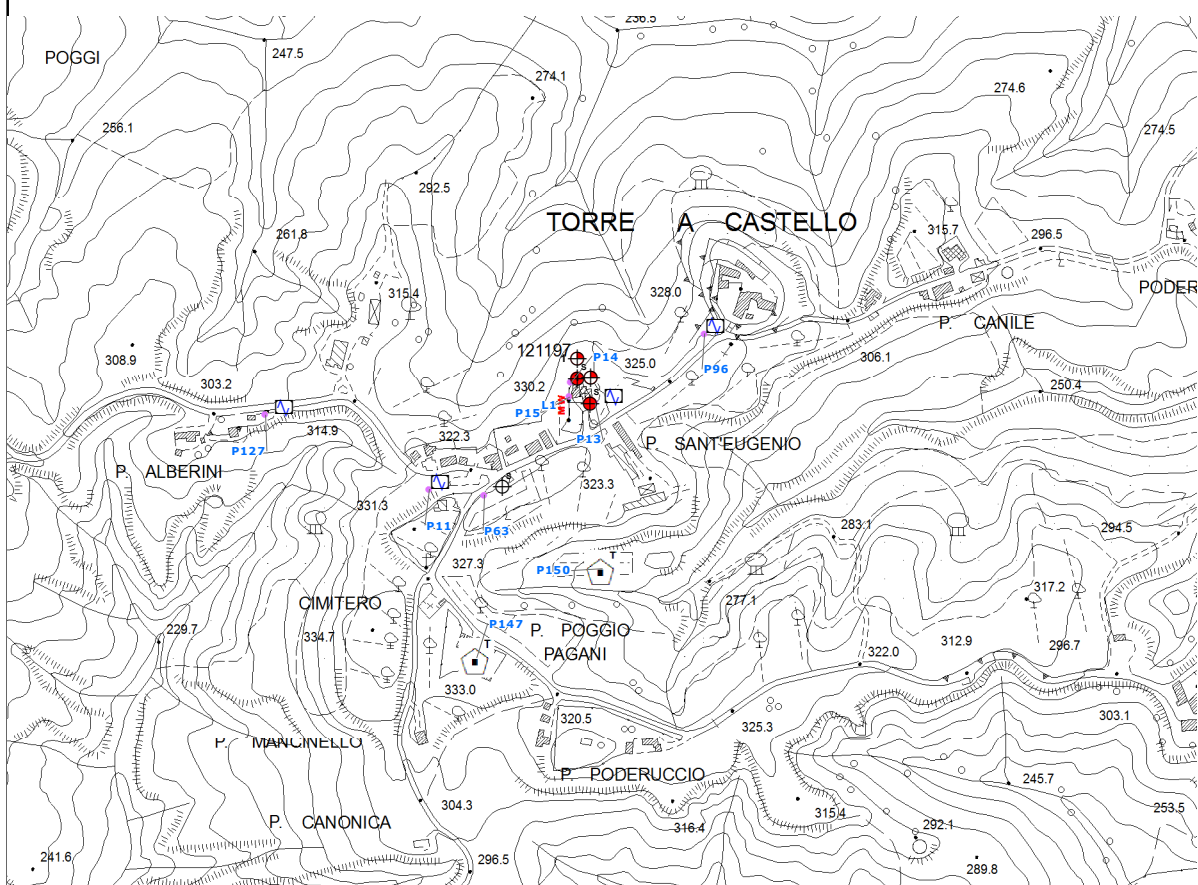 236.5
POGGI
247.5
274.1
274.6
256.1
274.5
292.5
TORRE A CASTELLO
261.8
315.7
296.5
315.4
328.0
PODER
P. CANILE
121197
P14
325.0
306.1
308.9
P96
303.2
330.2
S
250.4
L1
MW
S
P15
314.9
P127
322.3
P13
P. SANT'EUGENIO
P. ALBERINI
S
323.3
331.3
P11
P63
283.1
294.5
327.3
T
P150
317.2
277.1
CIMITERO
229.7
P147
P. POGGIO
PAGANI
334.7
T
312.9
296.7
322.0
333.0
320.5
303.1
325.3
P. MANCINELLO
P. PODERUCCIO
245.7
304.3
253.5
315.4
P. CANONICA
316.4
292.1
241.6
296.5
289.8